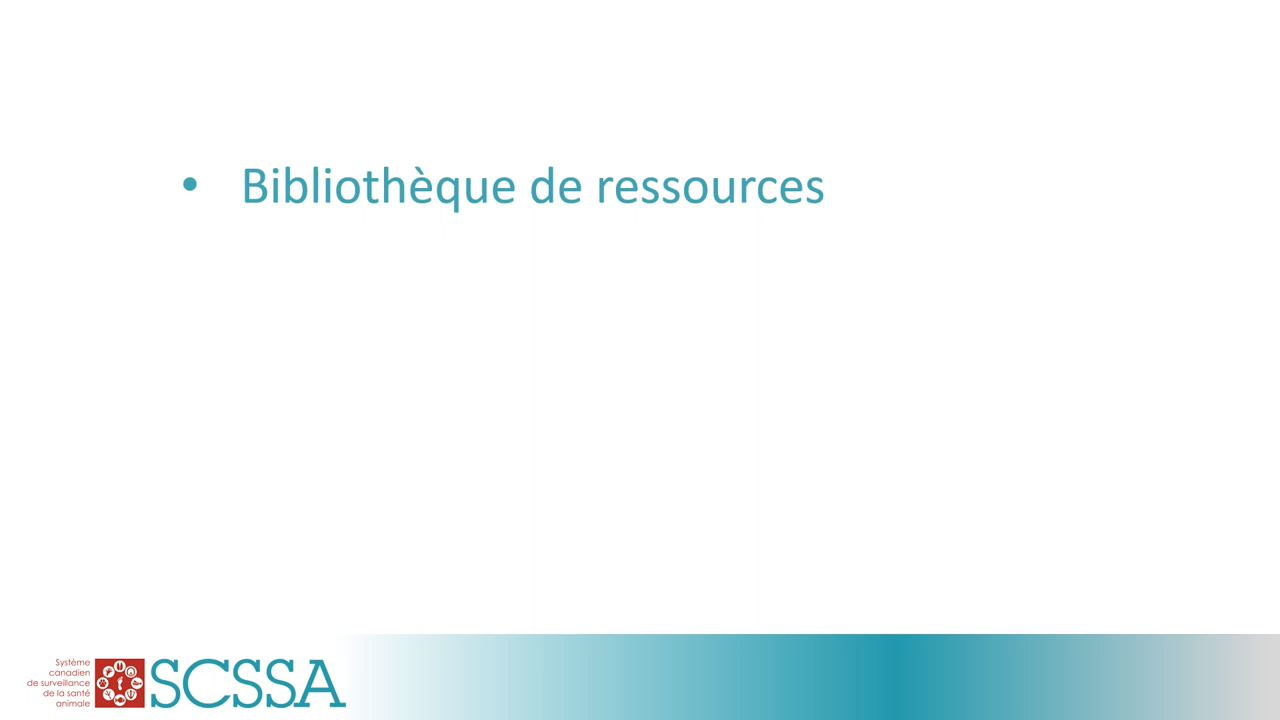 • Bibliothèque de ressources
Système
canadien
de surveillance
de la santé
animale
SCSSA